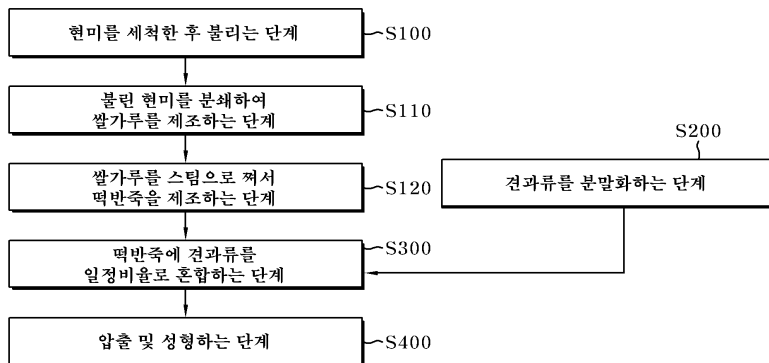 현미를 세척한 후 불리는 단계
S100
불린 현미를 분쇄하여
쌀가루를 제조하는 단계
S110
쌀가루를 스팀으로 쪄서
떡반죽을 제조하는 단계
S120
S200
견과류를 분말화하는 단계
떡반죽에 견과류를
일정비율로 혼합하는 단계
S300
압출 및 성형하는 단계
S400